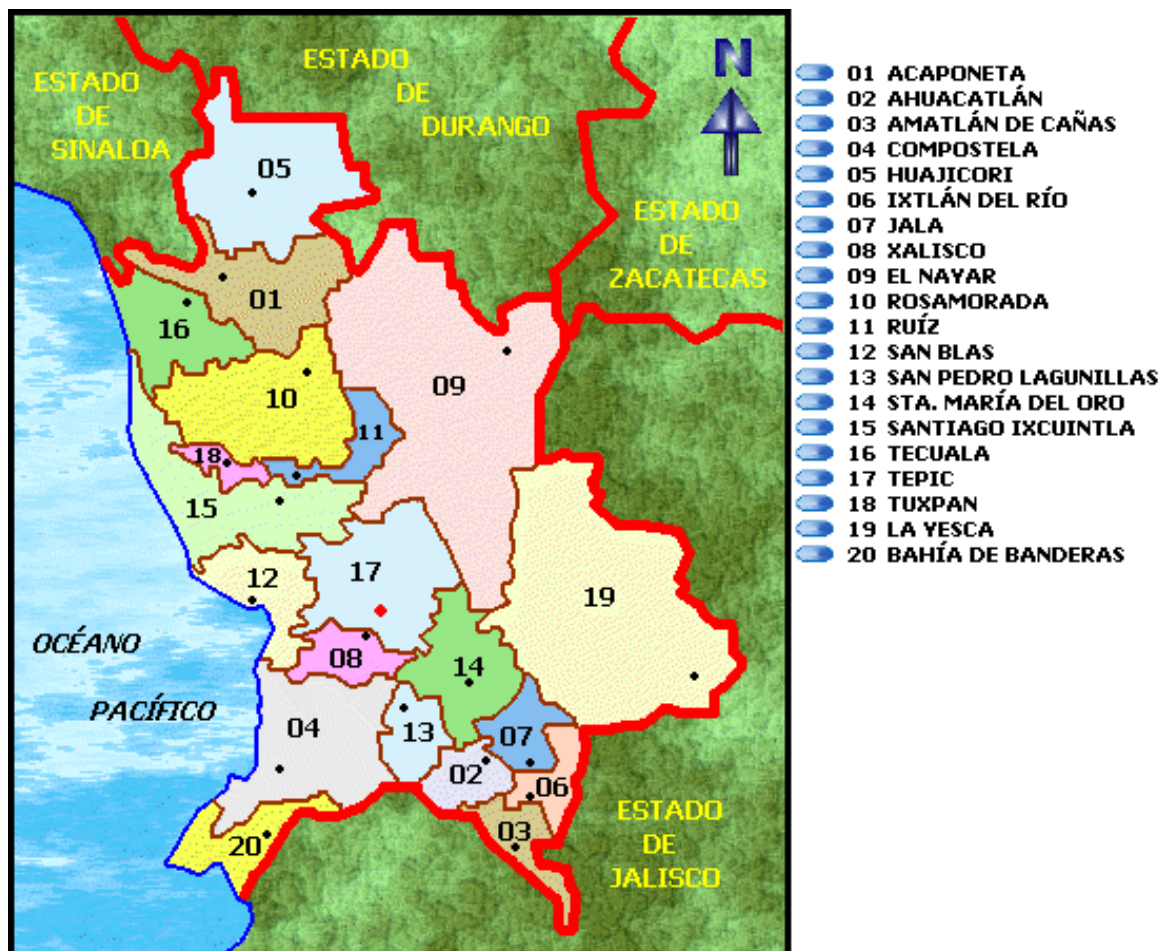 ESTADO
DE
SINALOA
ESTADO
DE
DURANGO
N
ESTADO
DE
ZACATECAS
05
01
16
09
10
11
18
15
12
17
19
08
14
04
13
07
02
06
03
20
OCÉANO
PACÍFICO
ESTADO
DE
JALISCO
01 ACAPONETA
02 AHUACATLÁN
03 AMATLÁN DE CAÑAS
04 COMPOSTELA
05 HUAJICORI
06 IXTLÁN DEL RÍO
07 JALA
08 XALISCO
09 EL NAYAR
10 ROSAMORADA
11 RUÍZ
12 SAN BLAS
13 SAN PEDRO LAGUNILLAS
14 STA. MARÍA DEL ORO
15 SANTIAGO IXCUINTLA
16 TECUALA
17 TEPIC
18 TUXPAN
19 LA YESCA
20 BAHÍA DE BANDERAS